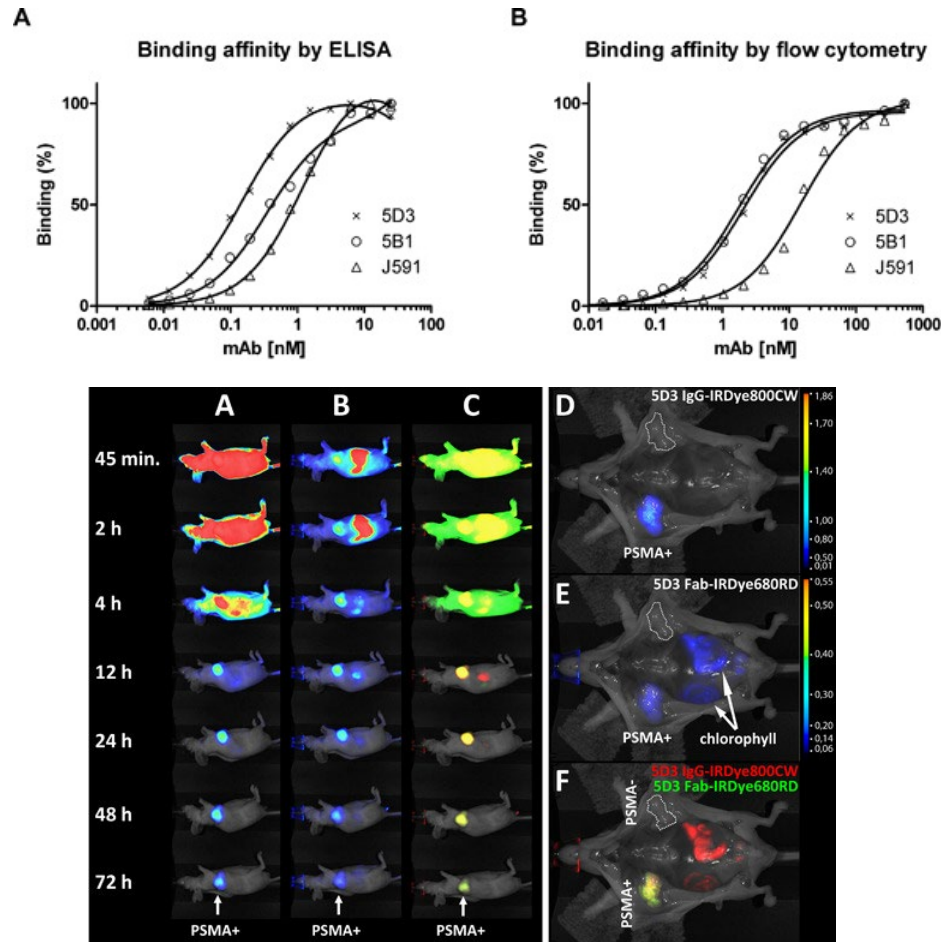 A
B
Binding affinity by ELISA
Binding affinity by flow cytometry
100
50
0
Binding (%)
5D3
5B1
J591
0.001
0.01
0.1
1
10
100
mAb [nM]
100
50
0
Binding (%)
5D3
5B1
J591
0.01
0.1
1
10
100
1000
mAb [nM]
A
B
C
45 min.
2 h
4 h
12 h
24 h
48 h
72 h
PSMA+
PSMA+
PSMA+
D
5D3 IgG-IRDye800CW
PSMA+
1,86
1,70
1,40
1,00
0,80
0,50
0,01
E
5D3 Fab-IRDye680RD
PSMA+
chlorophyll
0,55
0,50
0,40
0,30
0,20
0,14
0,06
F
5D3 IgG-IRDye800CW
5D3 Fab-IRDye680RD
PSMA-
PSMA+